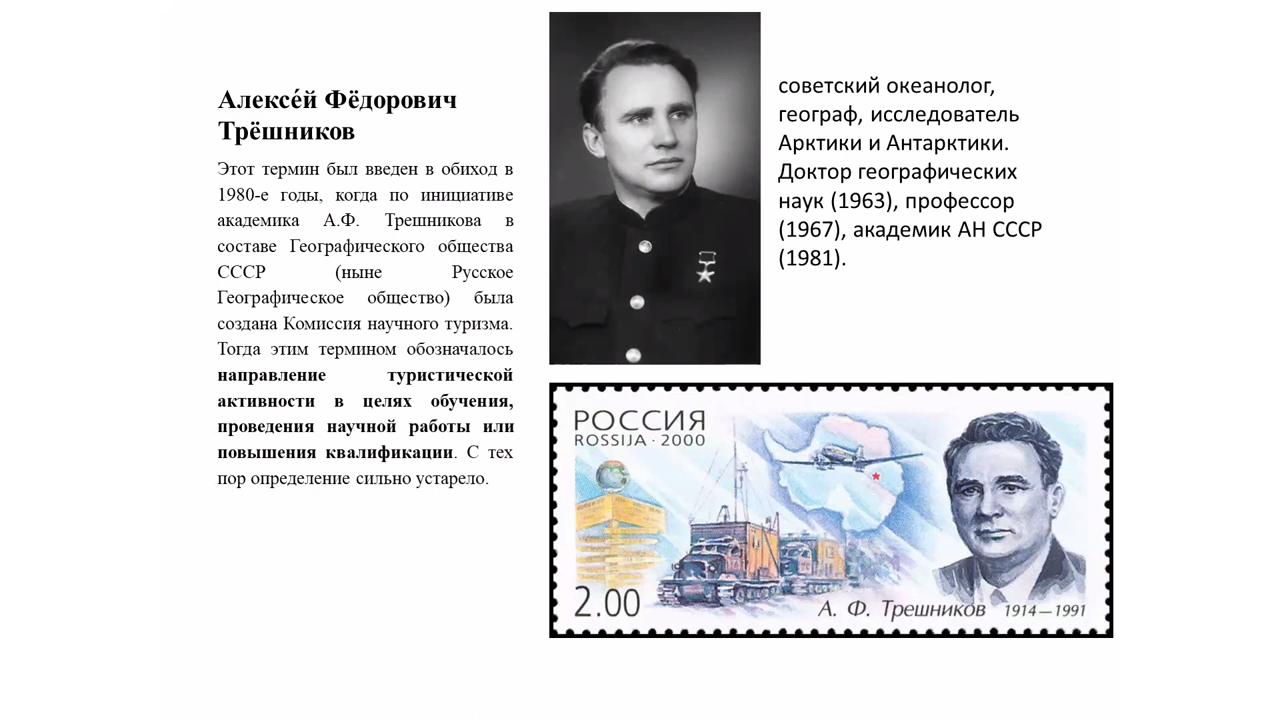 Алексе́й Фёдорович
Трёшников
Этот термин был введен в обиход в
1980-е годы, когда по инициативе
академика А.Ф. Трешникова в
составе Географического общества
СССР (ныне Русское
Географическое общество) была
создана Комиссия научного туризма.
Тогда этим термином обозначалось
направление туристической
активности в целях обучения,
проведения научной работы или
повышения квалификации. С тех
пор определение сильно устарело.
советский океанолог,
географ, исследователь
Арктики и Антарктики.
Доктор географических
наук (1963), профессор
(1967), академик АН СССР
(1981).
РОССИЯ
ROSSIJA · 2000
2.00
А. Ф. Трешников 1914—1991